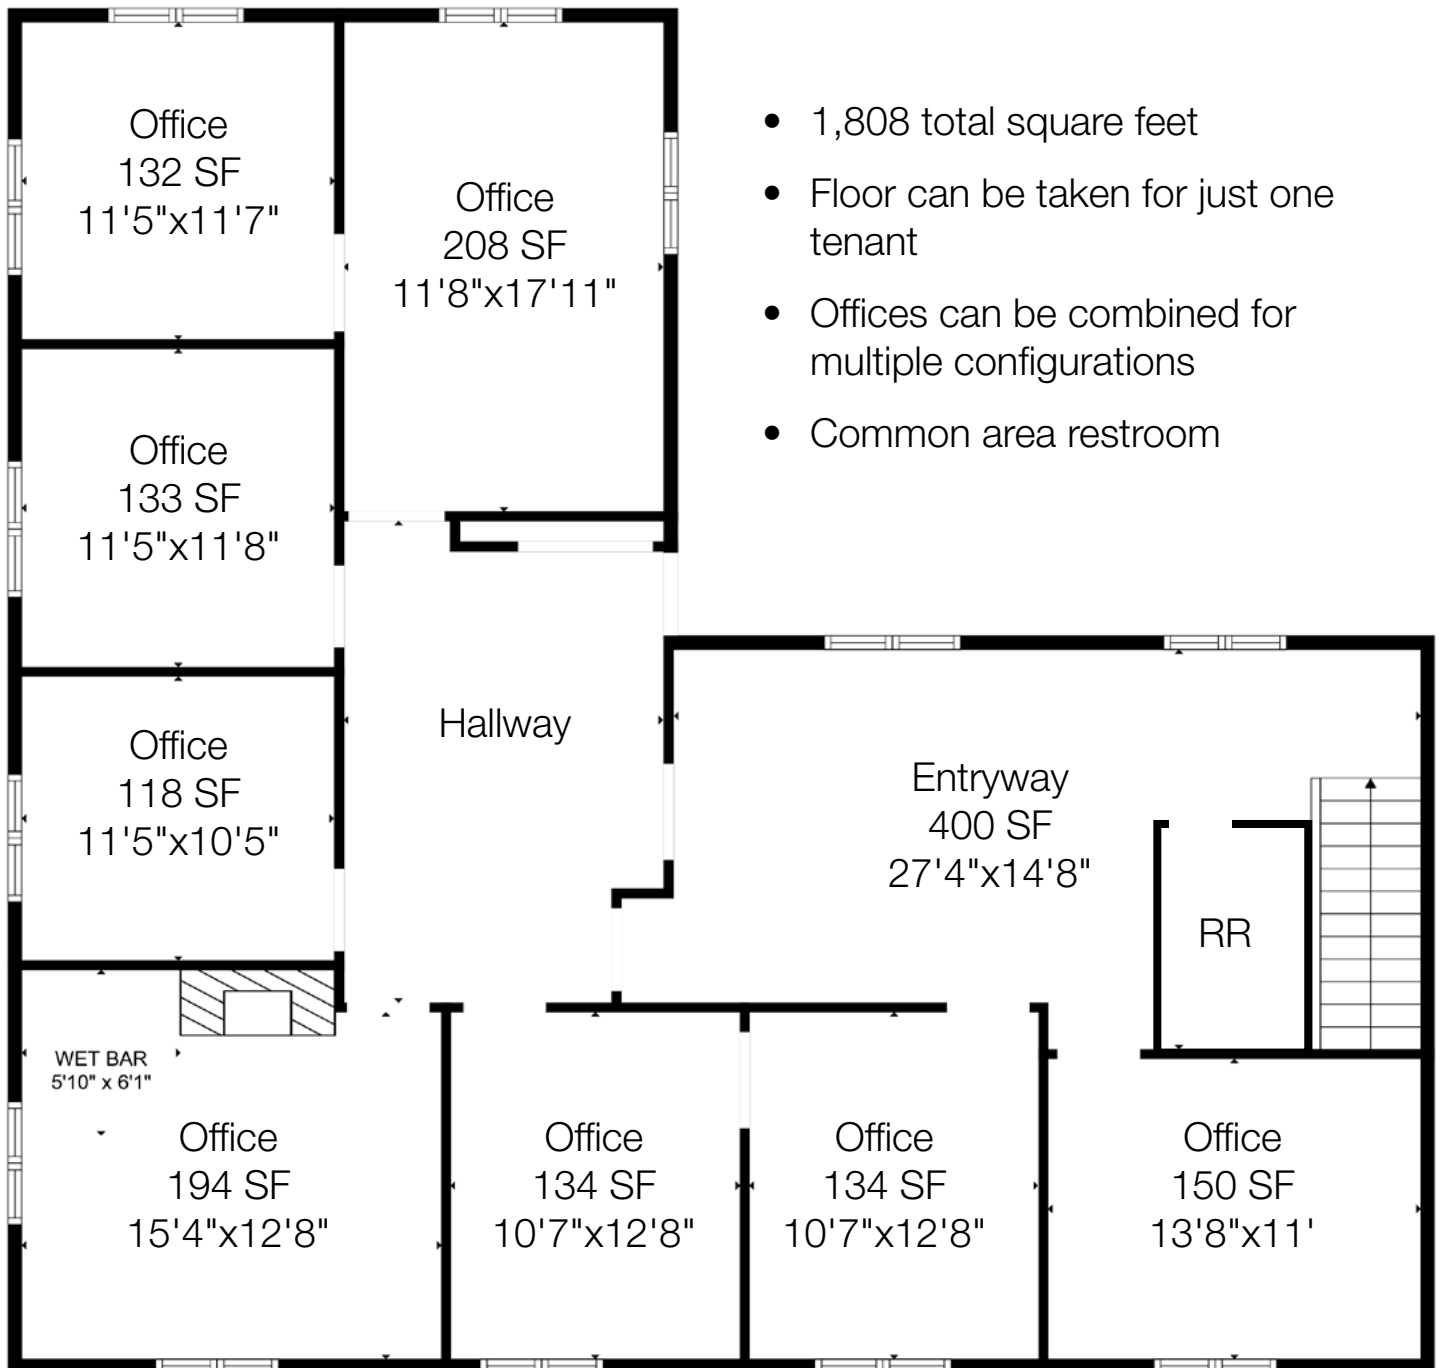 Office
132 SF
11'5"x11'7"
Office
208 SF
11'8"x17'11"
• 1,808 total square feet
• Floor can be taken for just one
tenant
• Offices can be combined for
multiple configurations
• Common area restroom
Office
133 SF
11'5"x11'8"
Hallway
Office
118 SF
11'5"x10'5"
Entryway
400 SF
27'4"x14'8"
RR
WET BAR
5'10" x 6'1"
Office
194 SF
15'4"x12'8"
Office
134 SF
10'7"x12'8"
Office
134 SF
10'7"x12'8"
Office
150 SF
13'8"x11'